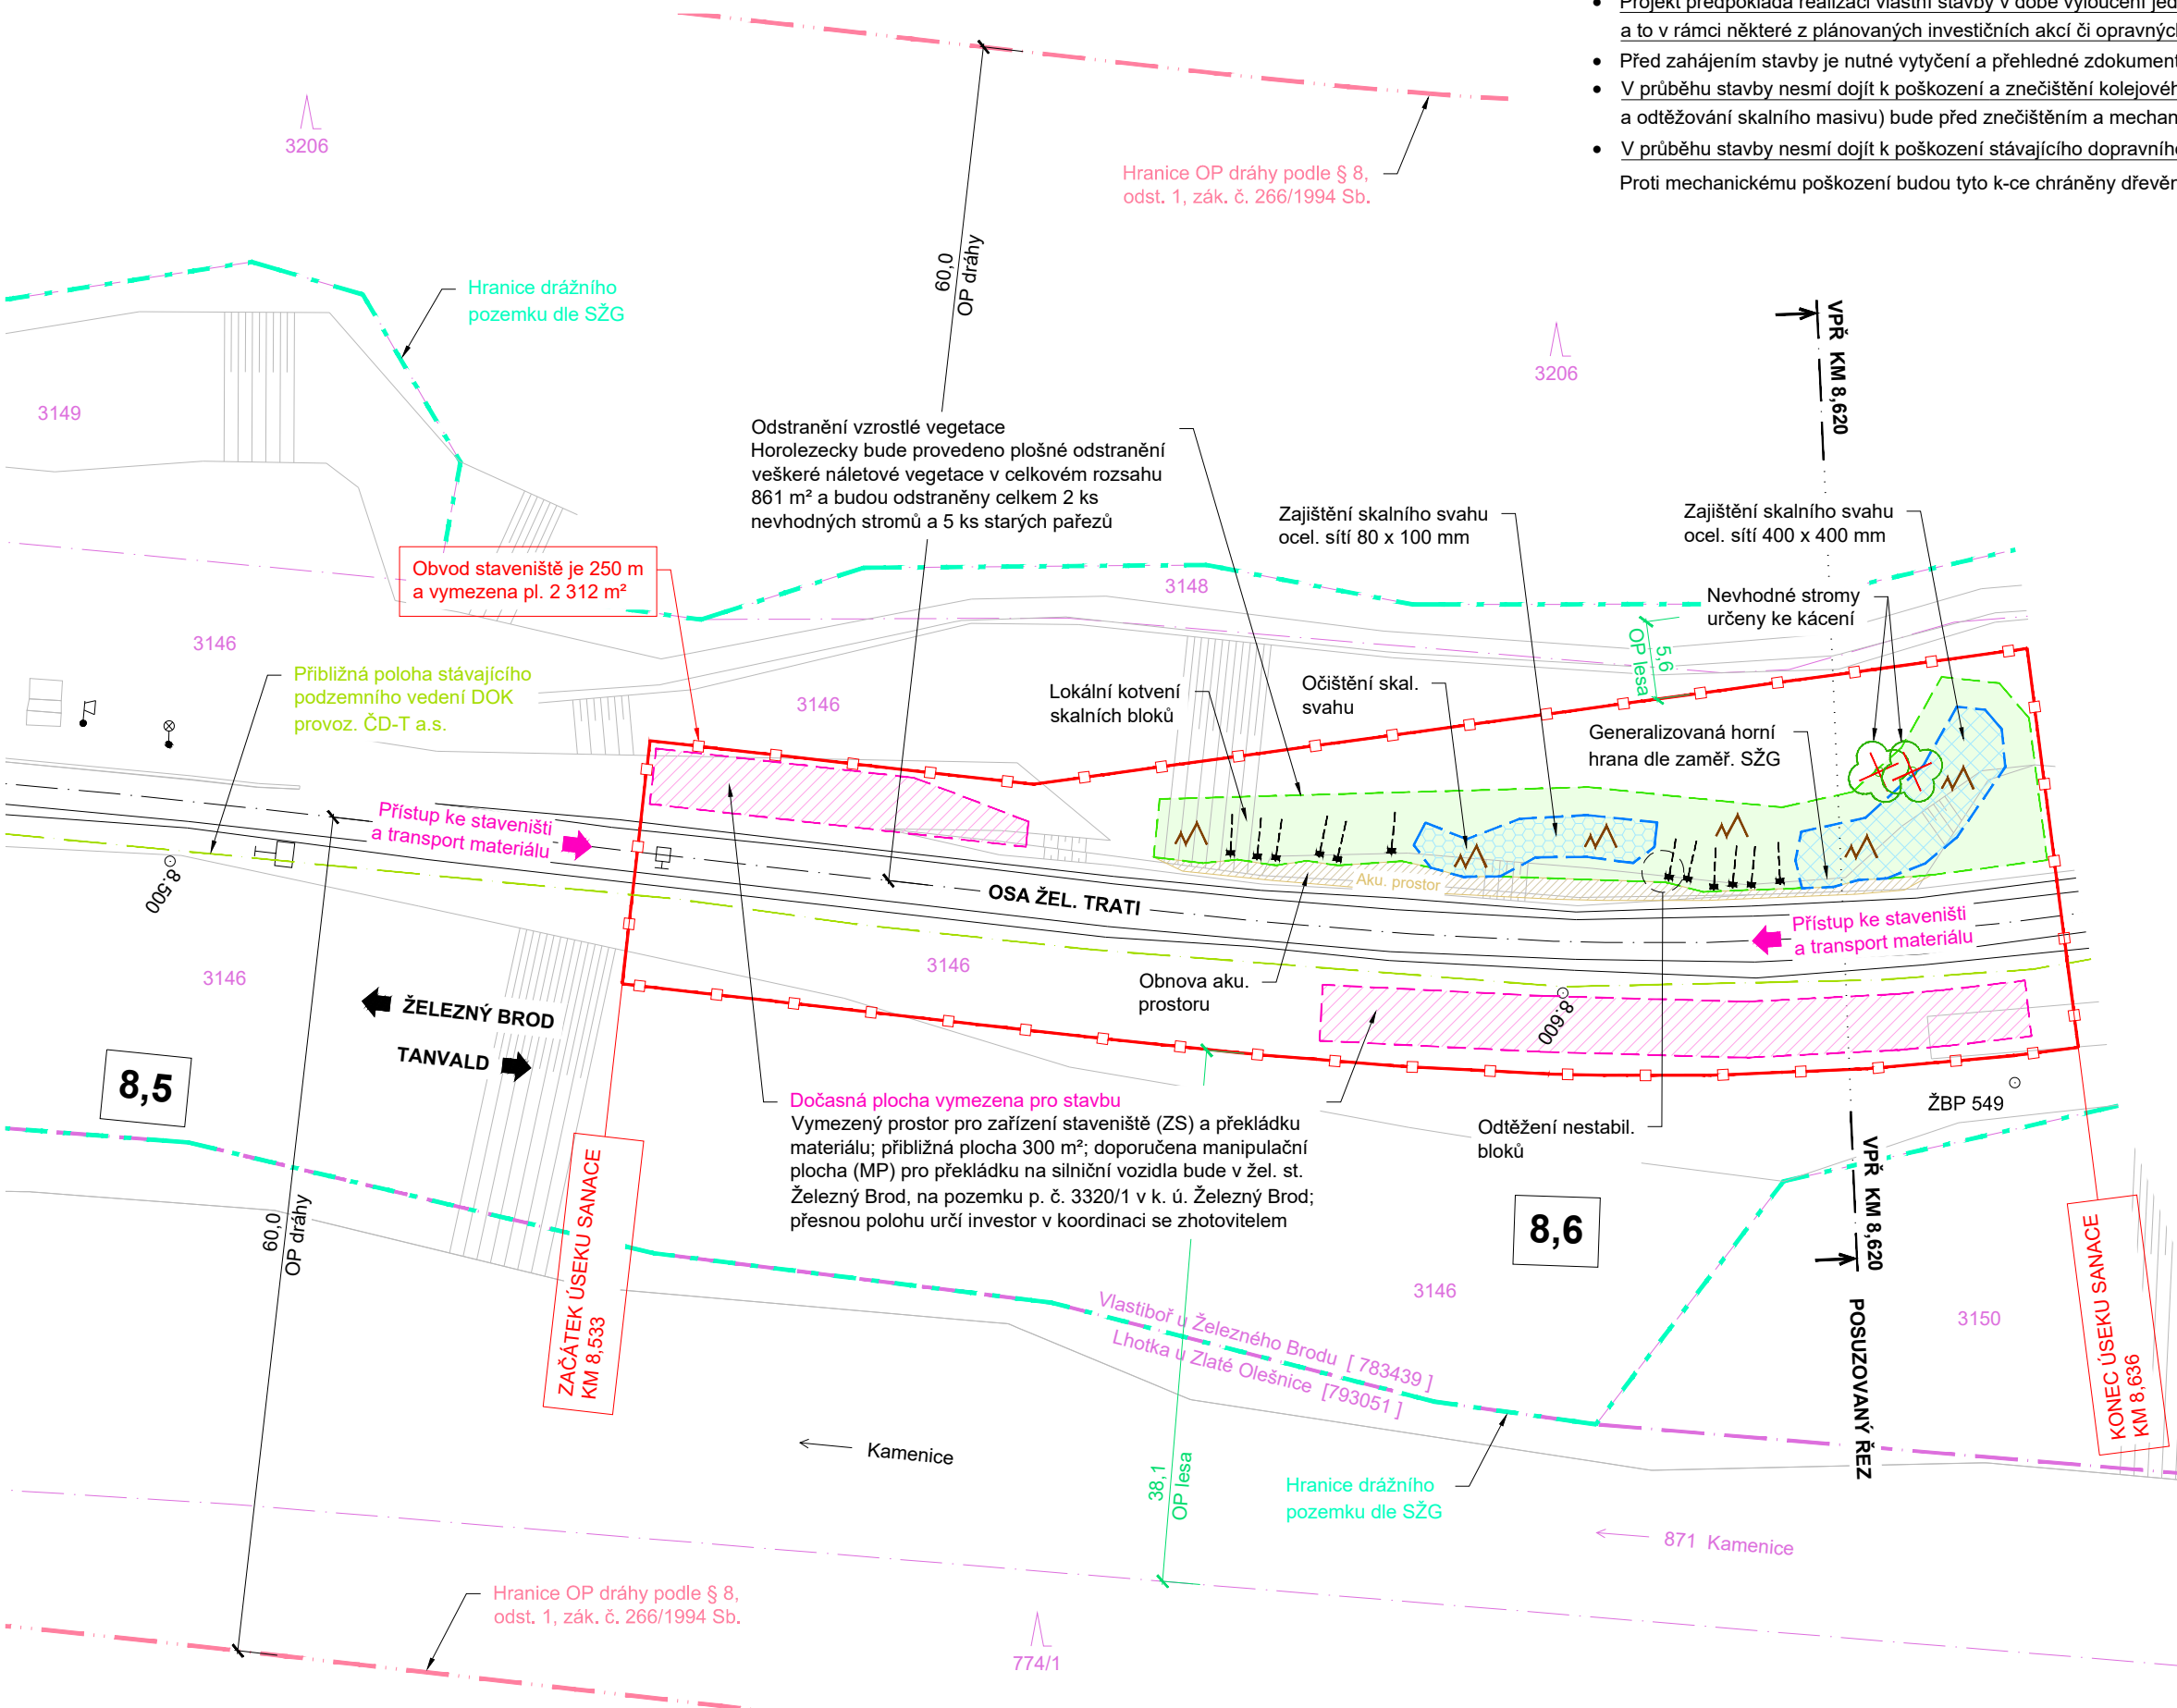 Projekt předpokládá realizaci vlastní stavby v době vyloučení
a to v rámci některé z plánovaných investičních akcí či
Před zahájením stavby je nutné vytyčení a přehledné
V průběhu stavby nesmí dojít k poškození a znečištění
a odtěžování skalního masivu) bude před znečištěním a
V průběhu stavby nesmí dojít k poškození stávajícího
Proti mechanickému poškození budou tyto k-ce chráněny
3206
Hranice OP dráhy podle § 8,
odst. 1, zák. č. 266/1994 Sb.
60,0
OP dráhy
Hranice drážního
pozemku dle SŽG
3206
VPŘ KM 8,620
3149
Odstranění vzrostlé vegetace
Horolezecky bude provedeno plošné odstranění
veškeré náletové vegetace v celkovém rozsahu
861 m² a budou odstraněny celkem 2 ks
nevhodných stromů a 5 ks starých pařezů
Zajištění skalního svahu
ocel. sítí 80 x 100 mm
Zajištění skalního svahu
ocel. sítí 400 x 400 mm
Obvod staveniště je 250 m
a vymezena pl. 2 312 m²
3148
Nevhodné stromy
určeny ke kácení
3146
5,6
OP lesa
Přibližná poloha stávajícího
podzemního vedení DOK
provoz. ČD-T a.s.
3146
Lokální kotvení
skalních bloků
Očištění skal.
svahu
Generalizovaná horní
hrana dle zaměř. SŽG
Přístup ke staveništi
a transport materiálu
8.500
Aku. prostor
OSA ŽEL. TRATI
Přístup ke staveništi
a transport materiálu
3146
3146
Obnova aku.
prostoru
8.600
ŽELEZNÝ BROD
TANVALD
8,5
Dočasná plocha vymezena pro stavbu
Vymezený prostor pro zařízení staveniště (ZS) a překládku
materiálu; přibližná plocha 300 m²; doporučena manipulační
plocha (MP) pro překládku na silniční vozidla bude v žel. st.
Železný Brod, na pozemku p. č. 3320/1 v k. ú. Železný Brod;
přesnou polohu určí investor v koordinaci se zhotovitelem
Odtěžení nestabil.
bloků
ŽBP 549
VPŘ KM 8,620
POSUZOVANÝ ŘEZ
60,0
OP dráhy
ZAČÁTEK ÚSEKU SANACE
KM 8,533
8,6
KONEC ÚSEKU SANACE
KM 8,636
3146
3150
Vlastiboř u Železného Brodu [ 783439 ]
Lhotka u Zlaté Olešnice [793051 ]
Kamenice
38,1
OP lesa
Hranice drážního
pozemku dle SŽG
871 Kamenice
Hranice OP dráhy podle § 8,
odst. 1, zák. č. 266/1994 Sb.
774/1